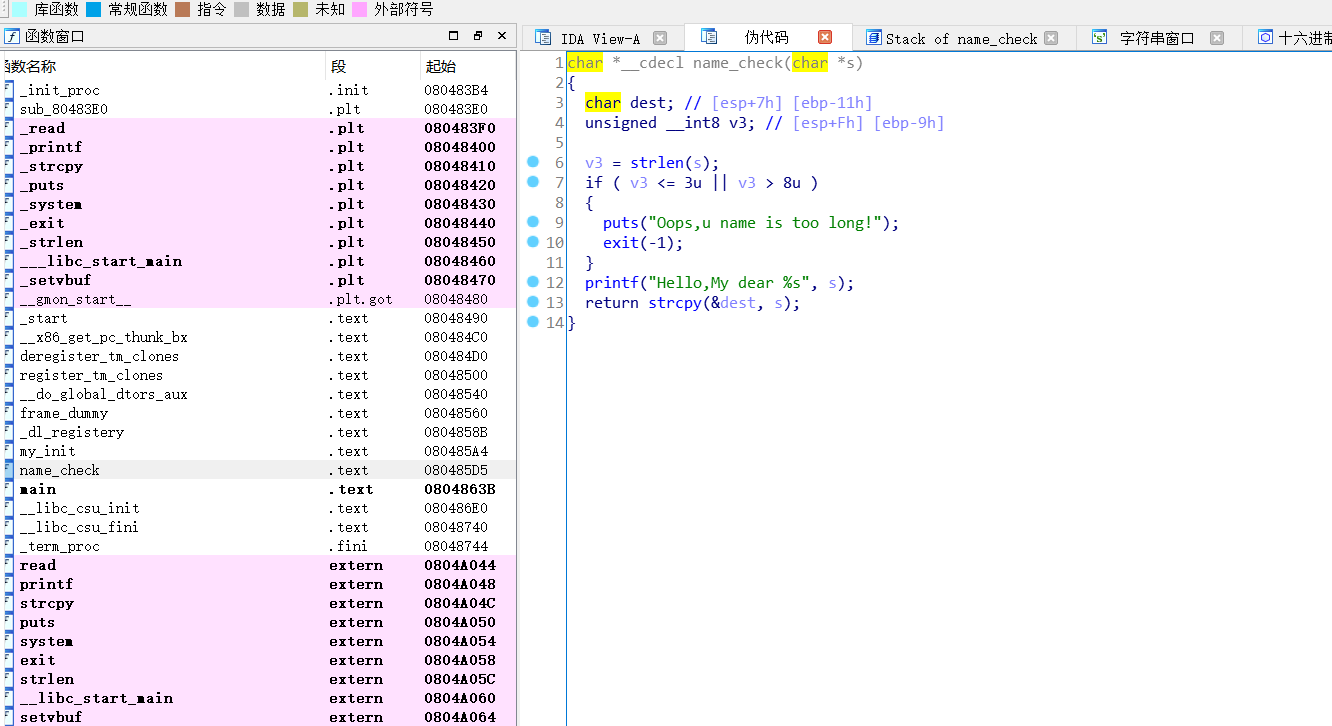 库函数 常规函数 指令 数据 未知 外部符号
函数窗口
IDA View-A 伪代码 Stack of name_check 字符串窗口 十六进制
函数名称 段 起始
_init_proc .init 080483B4
sub_80483E0 .plt 080483E0
_read .plt 080483F0
_printf .plt 08048400
_strcpy .plt 08048410
_puts .plt 08048420
_system .plt 08048430
_exit .plt 08048440
_strlen .plt 08048450
___libc_start_main .plt 08048460
_setvbuf .plt 08048470
__gmon_start__ .plt.got 08048480
_start .text 08048490
__x86_get_pc_thunk_bx .text 080484C0
deregister_tm_clones .text 080484D0
register_tm_clones .text 08048500
__do_global_dtors_aux .text 08048540
frame_dummy .text 08048560
_dl_registery .text 0804858B
my_init .text 080485A4
name_check .text 080485D5
main .text 0804863B
__libc_csu_init .text 080486E0
__libc_csu_fini .text 08048740
_term_proc .fini 08048744
read extern 0804A044
printf extern 0804A048
strcpy extern 0804A04C
puts extern 0804A050
system extern 0804A054
exit extern 0804A058
strlen extern 0804A05C
__libc_start_main extern 0804A060
setvbuf extern 0804A064
1 char *__cdecl name_check(char *s)
2 {
3 char dest; // [esp+7h] [ebp-11h]
4 unsigned __int8 v3; // [esp+Fh] [ebp-9h]
5
6 v3 = strlen(s);
7 if ( v3 <= 3u || v3 > 8u )
8 {
9 puts("Oops,u name is too long!");
10 exit(-1);
11 }
12 printf("Hello,My dear %s", s);
13 return strcpy(&dest, s);
14 }